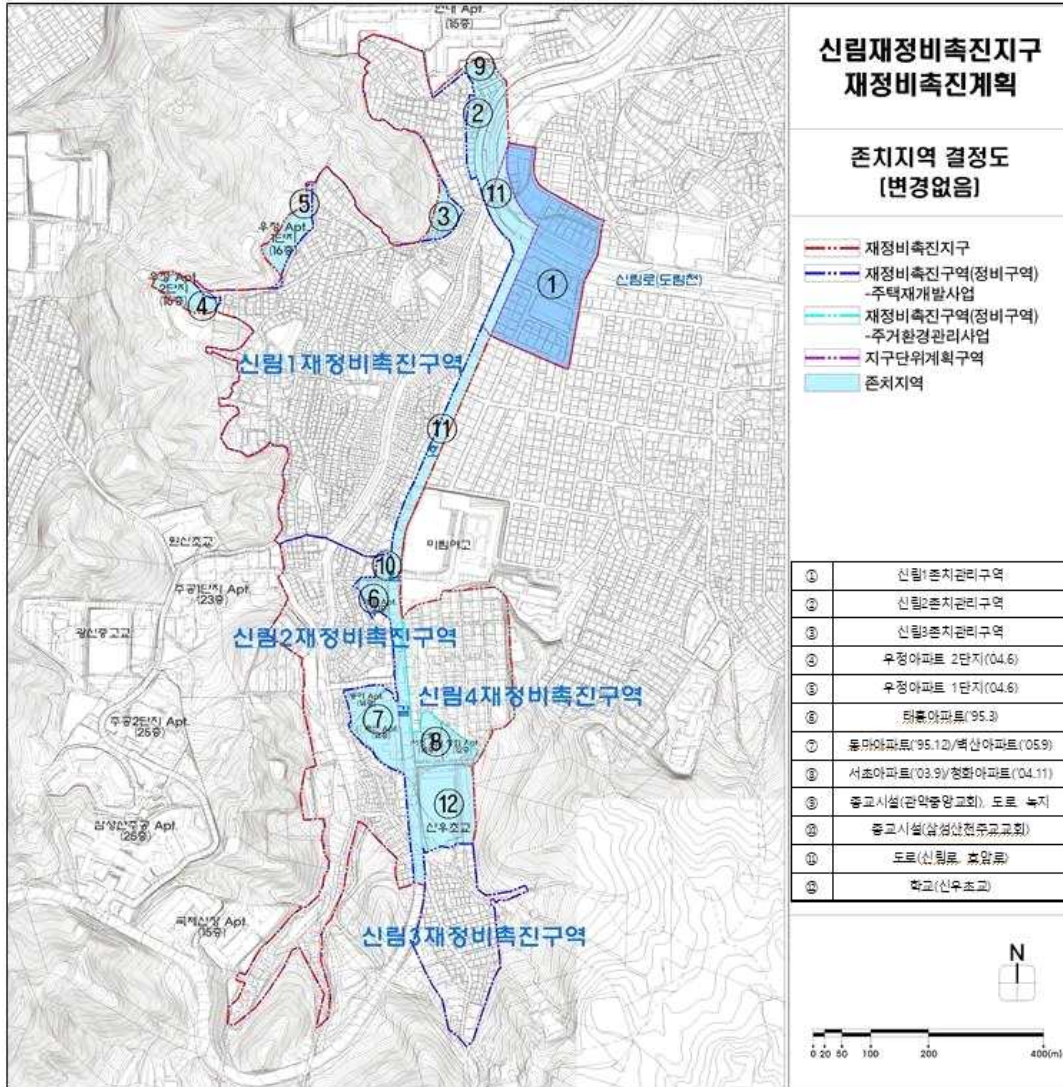 신림재정비촉진지구
재정비촉진계획
존치지역 결정도
(변경없음)
재정비촉진지구
재정비촉진구역(정비구역)
-주택재개발사업
재정비촉진구역(정비구역)
-주거환경관리사업
지구단위계획구역
존치지역
① 신림1존치관리구역
② 신림2존치관리구역
③ 신림3존치관리구역
④ 우정아파트 2단지('04.6)
⑤ 우정아파트 1단지('04.6)
⑥ 태흥아파트('95.3)
⑦ 동마아파트('95.12)/벽산아파트('05.9)
⑧ 서초아파트('03.9)/청화아파트('04.11)
⑨ 종교시설(관악중앙교회), 도로, 녹지
⑩ 종교시설(삼성산천주교교회)
⑪ 도로(신림로, 호암로)
⑫ 학교(신우초교)
N
0 20 50 100 200 400(m)
Apt.
(15층)
⑨
②
⑪
⑤
우정 Apt.
1단지
(16층)
③
우정 Apt.
2단지
④
①
신림로(도림천)
신림1재정비촉진구역
⑪
미림여고
⑩
주공1단지 Apt.
(23층)
⑥
신림2재정비촉진구역
신림4재정비촉진구역
주공2단지 Apt.
(25층)
⑦
⑧
⑫
신우초교
삼성산주공 Apt.
국제산장 Apt.
(15층)
신림3재정비촉진구역